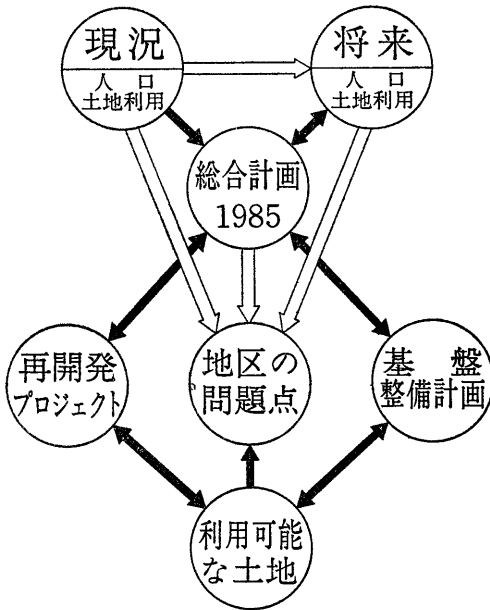 現況
人口
土地利用
将来
人口
土地利用
総合計画
1985
再開発
プロジェクト
地区の
問題点
基盤
整備計画
利用可能
な土地